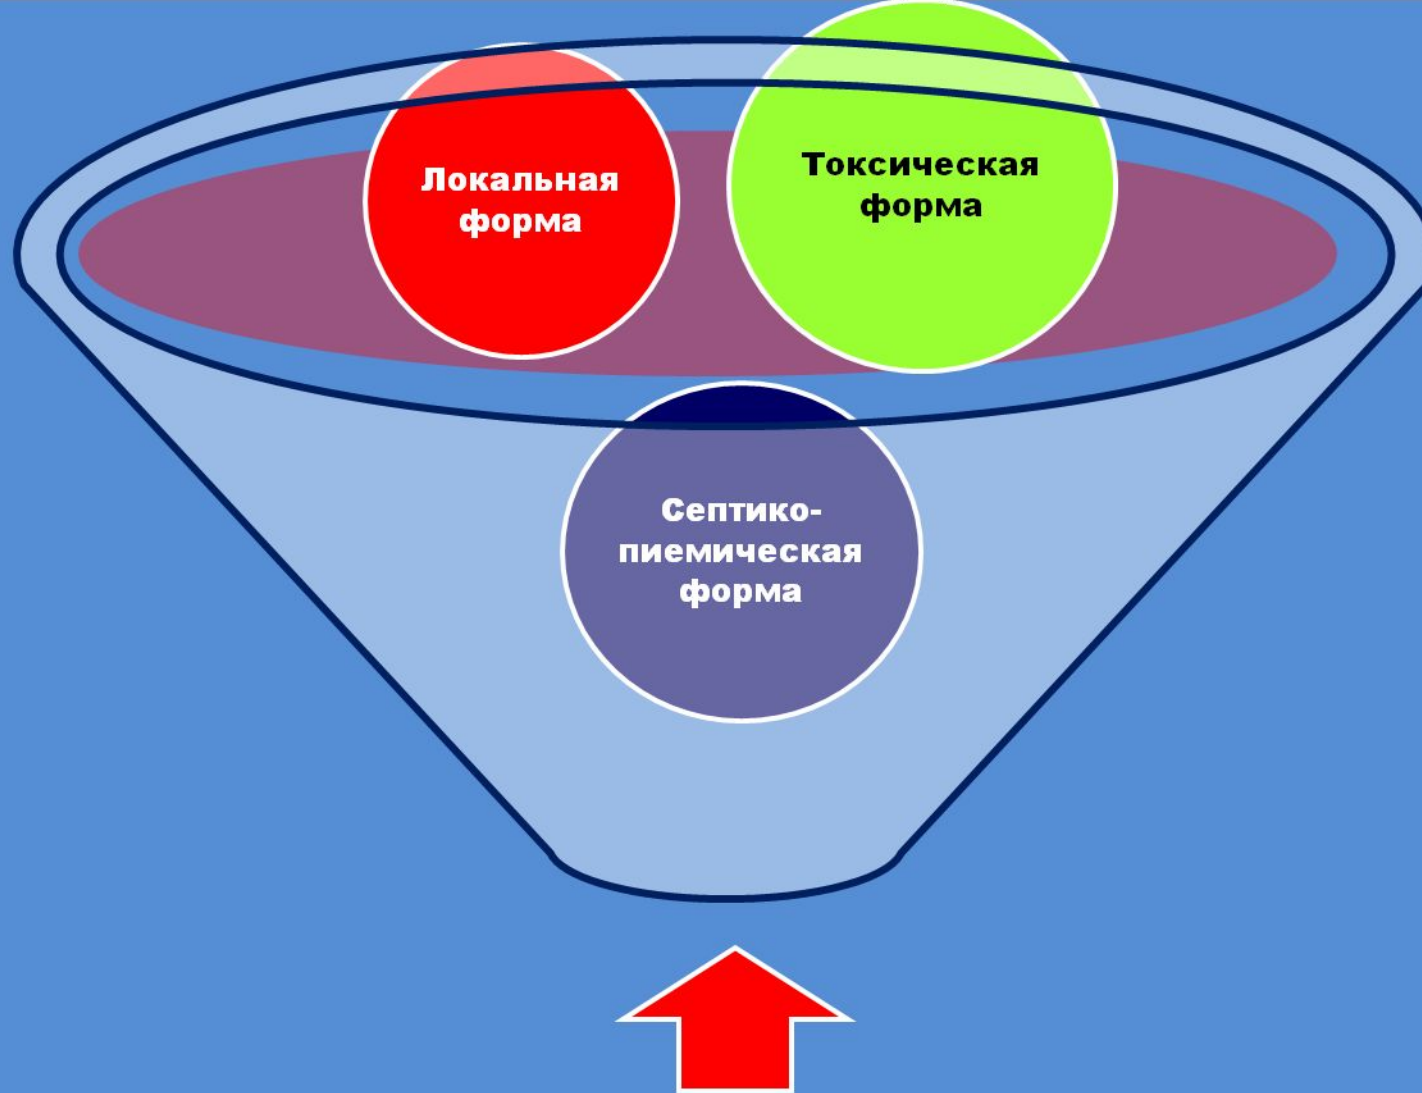 Локальная
форма
Токсическая
форма
Септико-
пиемическая
форма